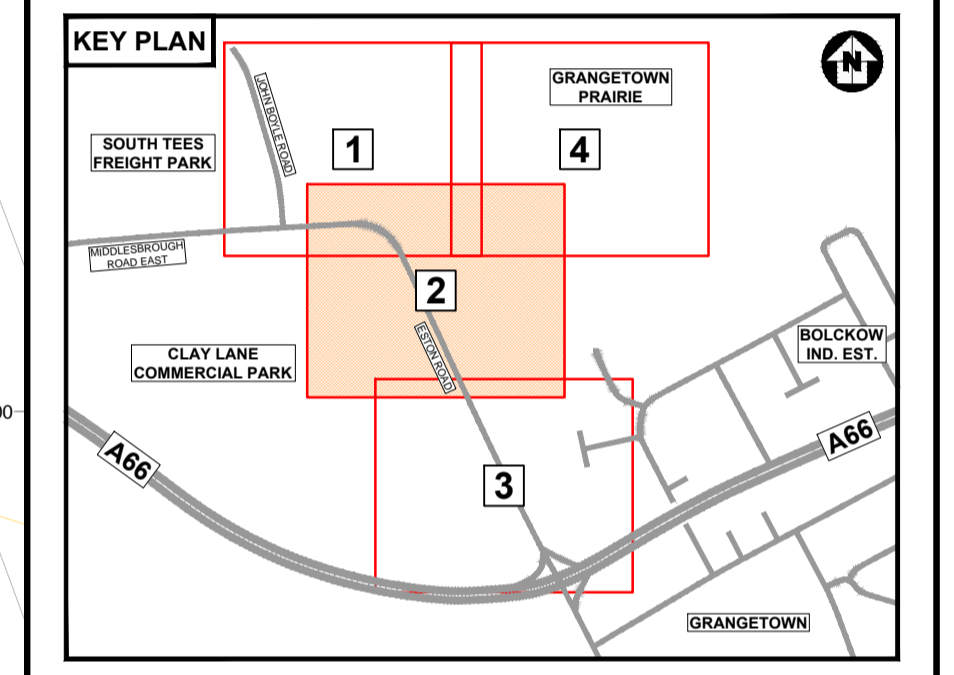 KEY PLAN
N
GRANGETOWN
PRAIRIE
JOHN BOYLE ROAD
SOUTH TEES
FREIGHT PARK
1
4
MIDDLESBROUGH
ROAD EAST
2
ESTON ROAD
CLAY LANE
COMMERCIAL PARK
BOLCKOW
IND. EST.
A66
A66
3
GRANGETOWN